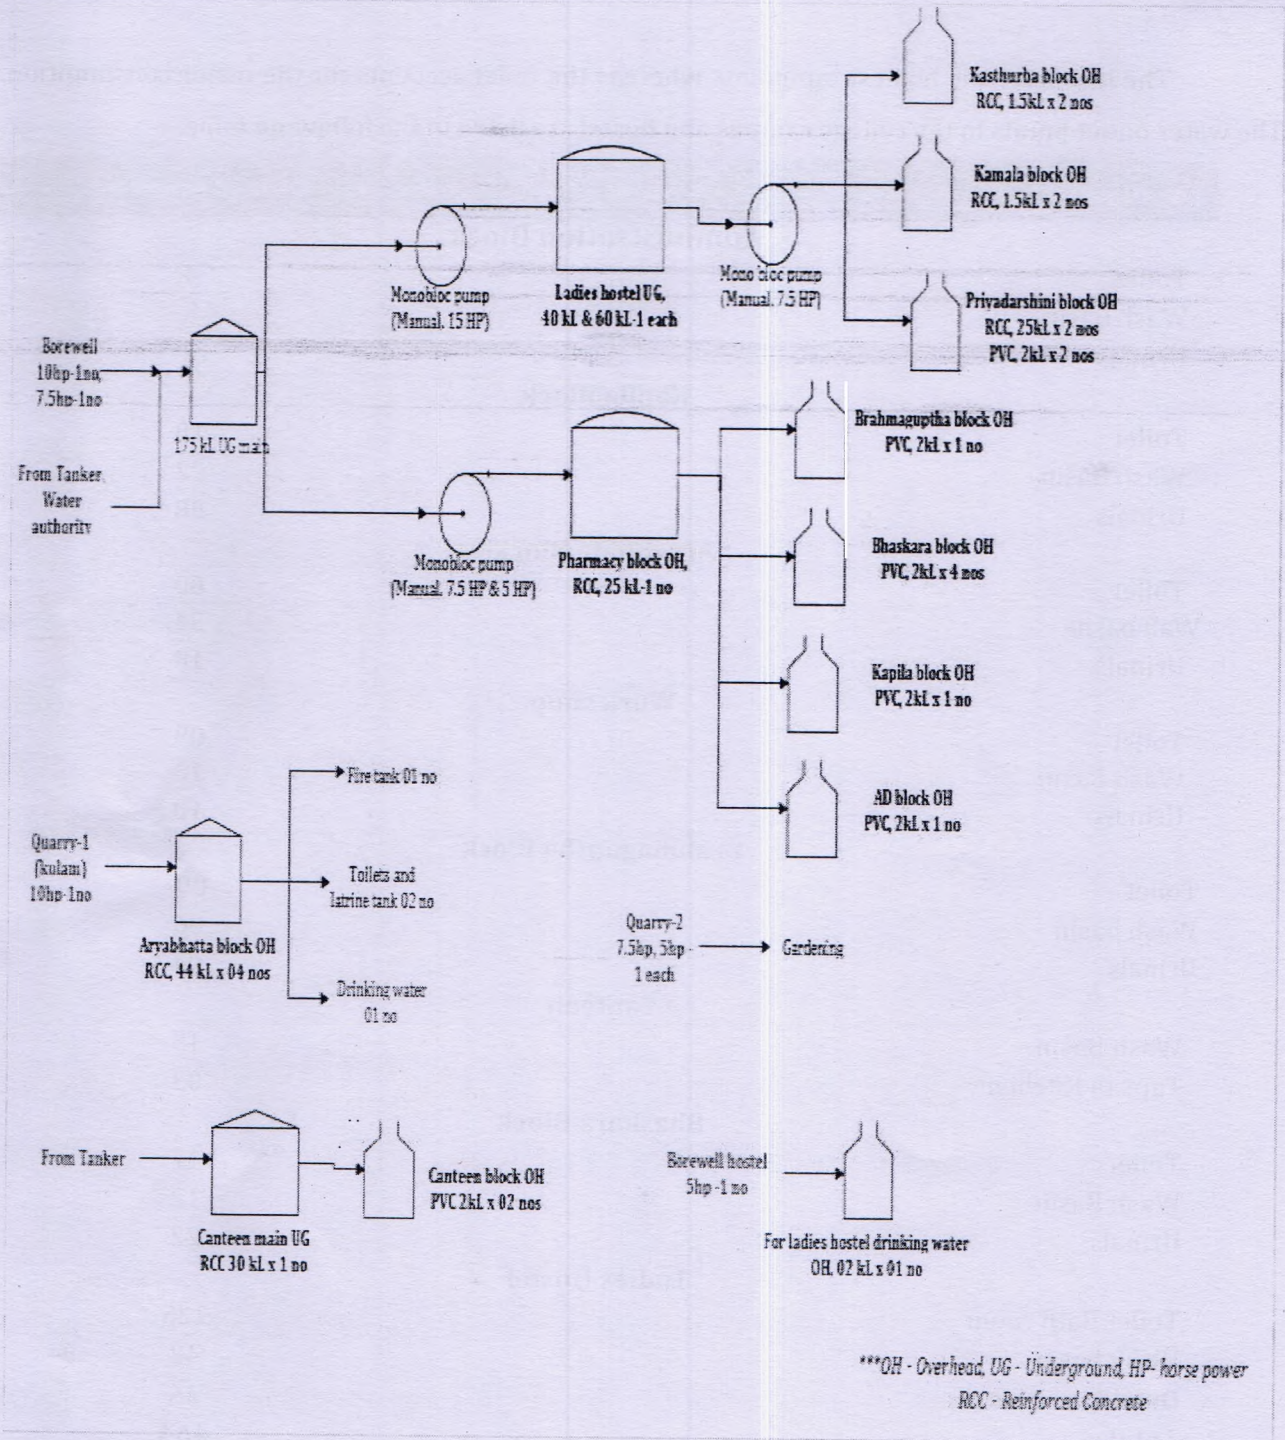 Kasthurba block OH
RCC, 1.5kL x 2 nos
Kamala block OH
RCC, 1.5kL x 2 nos
Monobloc pump
(Manual, 15 HP)
Ladies hostel UG,
40 kL & 60 kL-1 each
Mono bloc pump
(Manual, 7.5 HP)
Priyadarshini block OH
RCC, 25kL x 2 nos
PVC, 2kL x 2 nos
Borewell
10hp-1no,
7.5hp-1no
175 kL UG main
From Tanker,
Water
authority
Monobloc pump
(Manual, 7.5 HP & 5 HP)
Pharmacy block OH,
RCC, 25 kL-1 no
Brahmaguptha block OH
PVC, 2kL x 1 no
Bhaskara block OH
PVC, 2kL x 4 nos
Kapila block OH
PVC, 2kL x 1 no
AD block OH
PVC, 2kL x 1 no
Quarry-1
(kulam)
10hp-1no
Aryabhatta block OH
RCC, 44 kL x 04 nos
Fire tank 01 no
Toilets and
latrine tank 02 no
Drinking water
01 no
Quarry-2
7.5hp, 5hp -
1 each
Gardening
From Tanker
Canteen main UG
RCC 30 kL x 1 no
Canteen block OH
PVC 2kL x 02 nos
Borewell hostel
5hp -1 no
For ladies hostel drinking water
OH, 02 kL x 01 no
***OH - Overhead, UG - Underground, HP- horse power
RCC - Reinforced Concrete